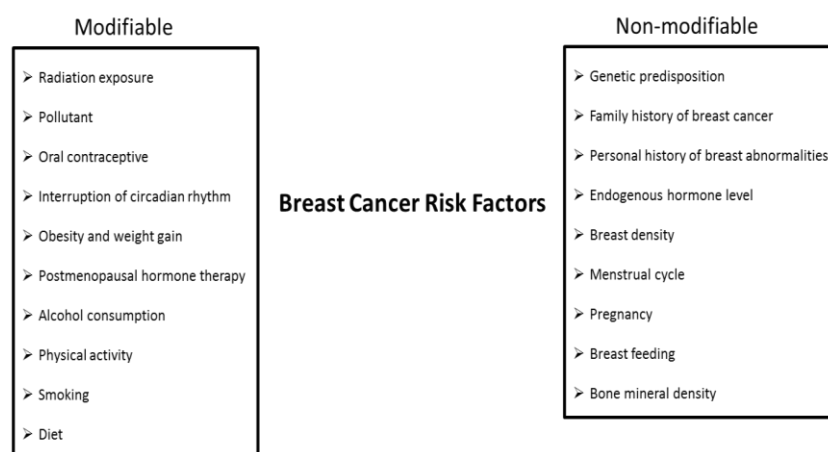 Modifiable
➢ Radiation exposure
➢ Pollutant
➢ Oral contraceptive
➢ Interruption of circadian rhythm
➢ Obesity and weight gain
➢ Postmenopausal hormone therapy
➢ Alcohol consumption
➢ Physical activity
➢ Smoking
➢ Diet
Breast Cancer Risk Factors
Non-modifiable
➢ Genetic predisposition
➢ Family history of breast cancer
➢ Personal history of breast abnormalities
➢ Endogenous hormone level
➢ Breast density
➢ Menstrual cycle
➢ Pregnancy
➢ Breast feeding
➢ Bone mineral density